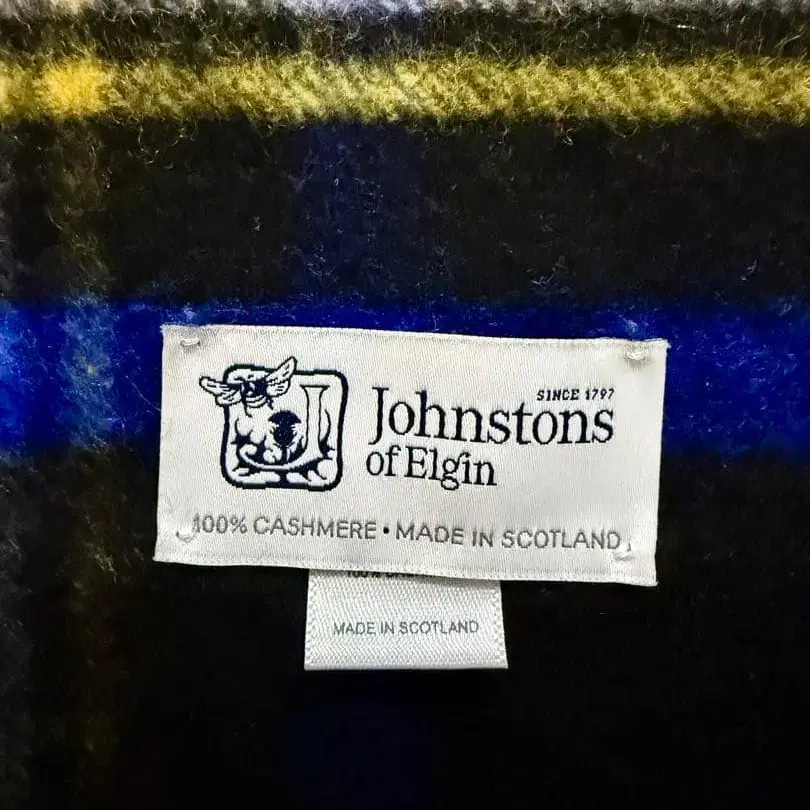 SINCE 1797
Johnstons
of Elgin
100% CASHMERE • MADE IN SCOTLAND
MADE IN SCOTLAND